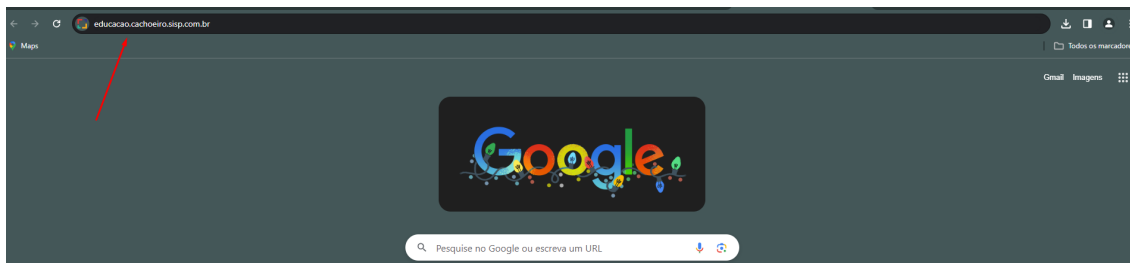 educacao.cachoeiro.sisp.com.br
Maps
Todos os marcadore
Gmail Imagens
Google
Pesquise no Google ou escreva um URL